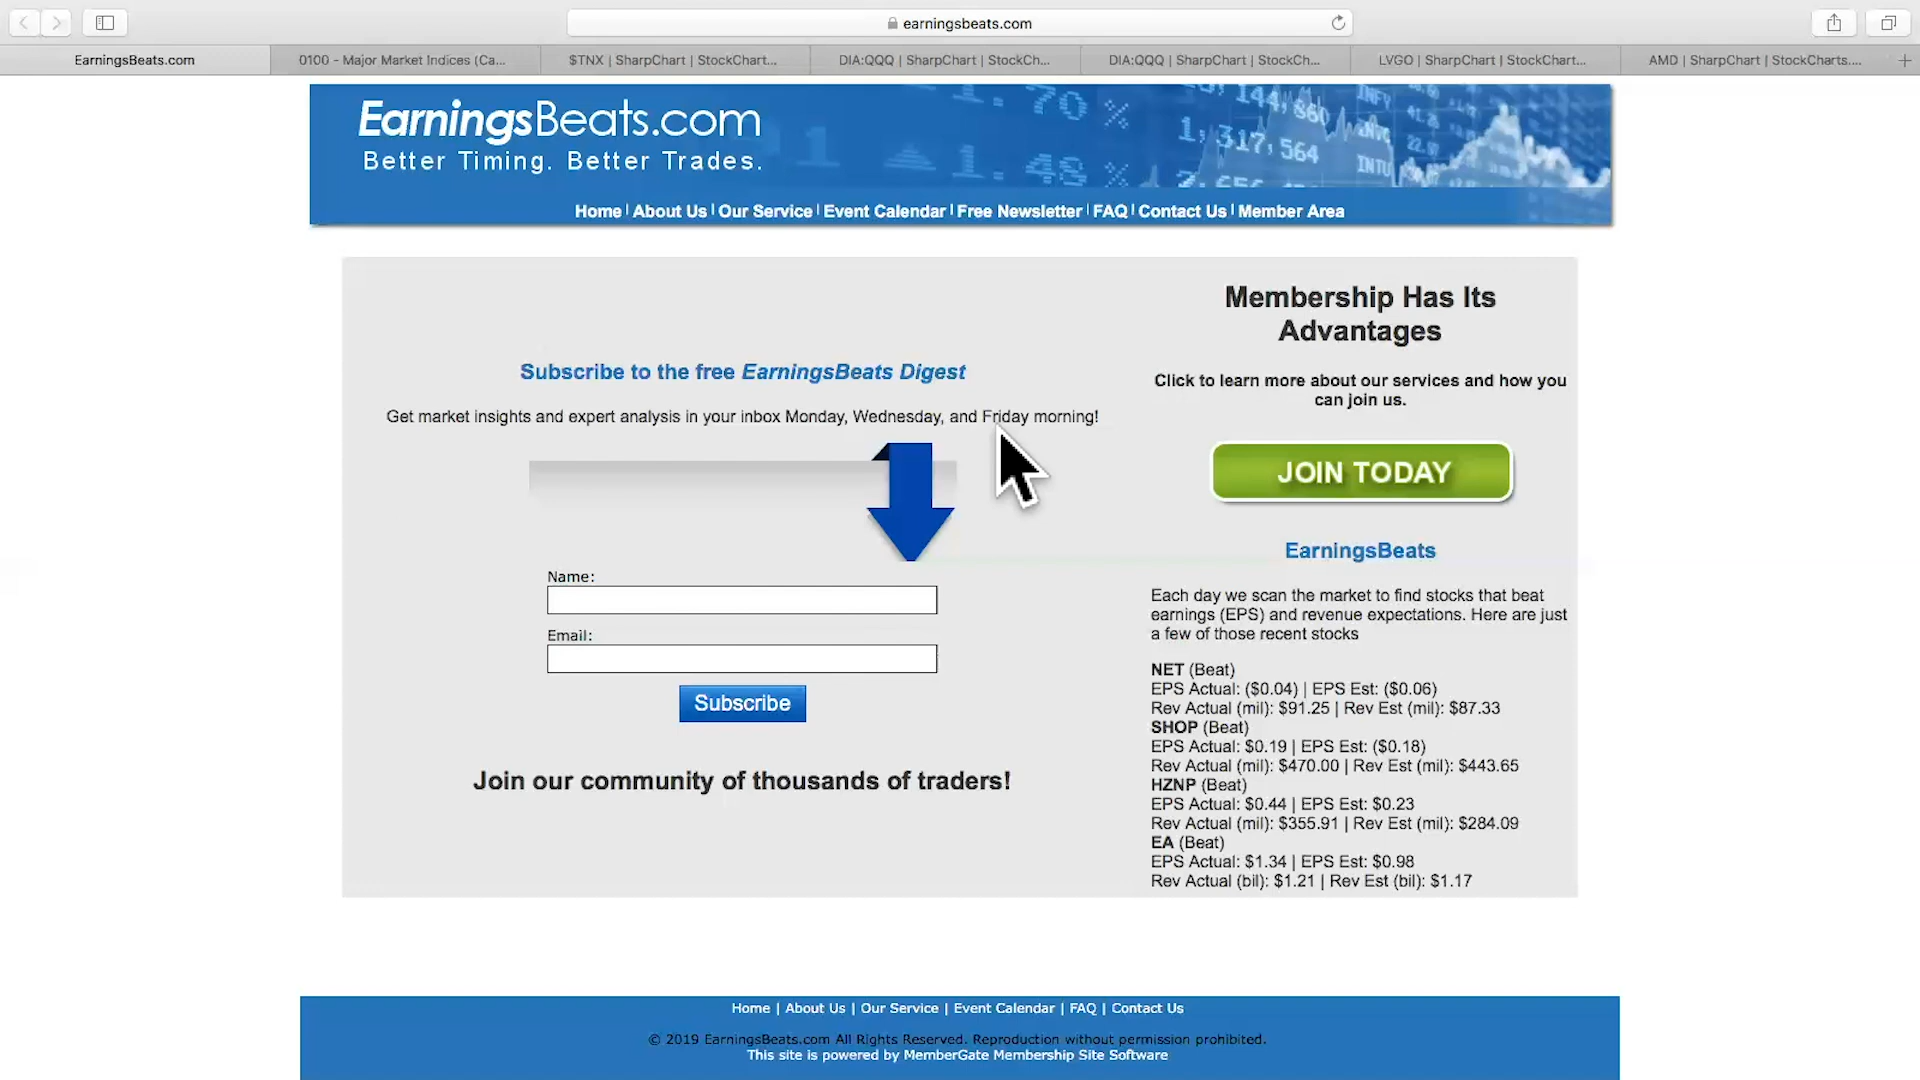 earningsbeats.com
EarningsBeats.com
0100 - Major Market Indices (Ca...
$TNX | SharpChart | StockChart...
DIA:QQQ | SharpChart | StockCh...
DIA:QQQ | SharpChart | StockCh...
LVGO | SharpChart | StockChart...
AMD | SharpChart | StockCharts....
EarningsBeats.com
Better Timing. Better Trades.
1.70 %
1.48 %
1,317,564
INTU
Home | About Us | Our Service | Event Calendar | Free Newsletter | FAQ | Contact Us | Member Area
Subscribe to the free EarningsBeats Digest
Get market insights and expert analysis in your inbox Monday, Wednesday, and Friday morning!
Name:
Email:
Subscribe
Join our community of thousands of traders!
Membership Has Its
Advantages
Click to learn more about our services and how you
can join us.
JOIN TODAY
EarningsBeats
Each day we scan the market to find stocks that beat
earnings (EPS) and revenue expectations. Here are just
a few of those recent stocks
NET (Beat)
EPS Actual: ($0.04) | EPS Est: ($0.06)
Rev Actual (mil): $91.25 | Rev Est (mil): $87.33
SHOP (Beat)
EPS Actual: $0.19 | EPS Est: ($0.18)
Rev Actual (mil): $470.00 | Rev Est (mil): $443.65
HZNP (Beat)
EPS Actual: $0.44 | EPS Est: $0.23
Rev Actual (mil): $355.91 | Rev Est (mil): $284.09
EA (Beat)
EPS Actual: $1.34 | EPS Est: $0.98
Rev Actual (bil): $1.21 | Rev Est (bil): $1.17
Home | About Us | Our Service | Event Calendar | FAQ | Contact Us
© 2019 EarningsBeats.com All Rights Reserved. Reproduction without permission prohibited.
This site is powered by MemberGate Membership Site Software